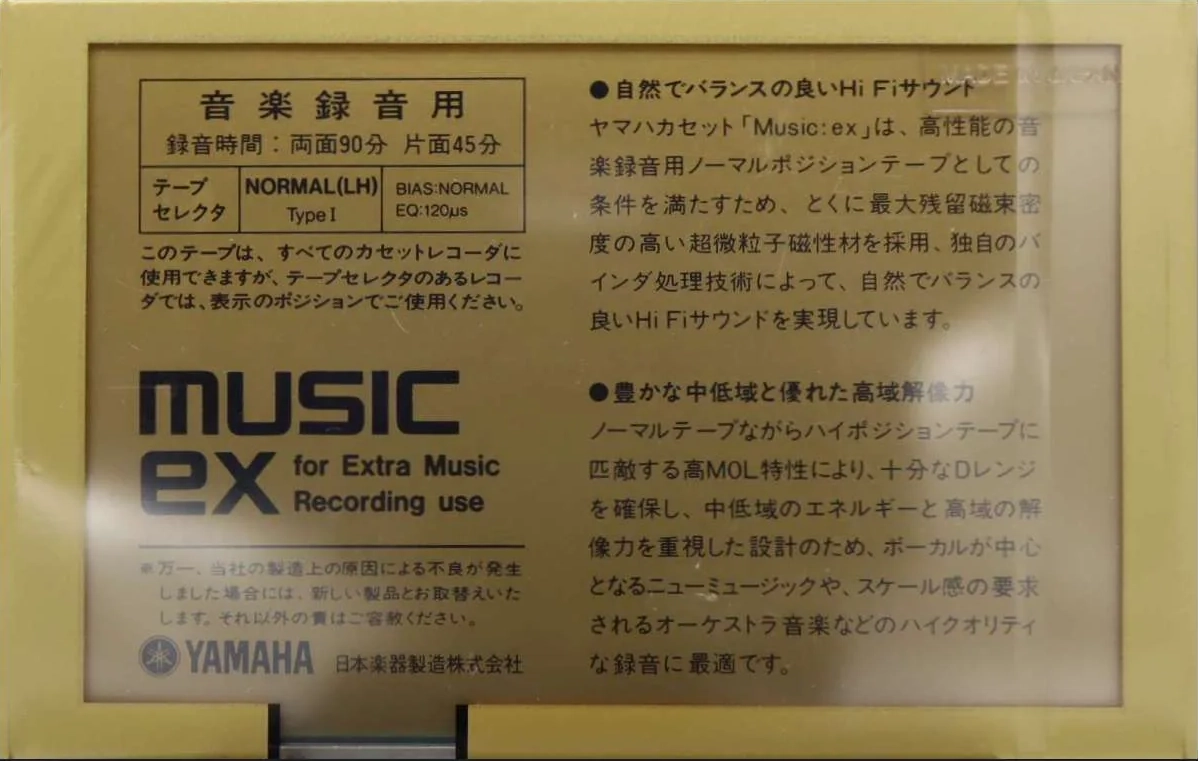 音楽録音用
録音時間：両面90分 片面45分
テープ
セレクタ
NORMAL(LH)
Type I
BIAS:NORMAL
EQ:120μs
このテープは、すべてのカセットレコーダに
使用できますが、テープセレクタのあるレコー
ダでは、表示のポジションでご使用ください。
MUSIC
ex for Extra Music
Recording use
※万一、当社の製造上の原因による不良が発生
しました場合には、新しい製品とお取替えいた
します。それ以外の責はご容赦ください。
YAMAHA 日本楽器製造株式会社
●自然でバランスの良いHi Fiサウンド
ヤマハカセット「Music:ex」は、高性能の音
楽録音用ノーマルポジションテープとしての
条件を満たすため、とくに最大残留磁束密
度の高い超微粒子磁性材を採用、独自のバ
インダ処理技術によって、自然でバランスの
良いHi Fiサウンドを実現しています。
●豊かな中低域と優れた高域解像力
ノーマルテープながらハイポジションテープに
匹敵する高MOL特性により、十分なDレンジ
を確保し、中低域のエネルギーと高域の解
像力を重視した設計のため、ボーカルが中心
となるニューミュージックや、スケール感の要求
されるオーケストラ音楽などのハイクオリティ
な録音に最適です。